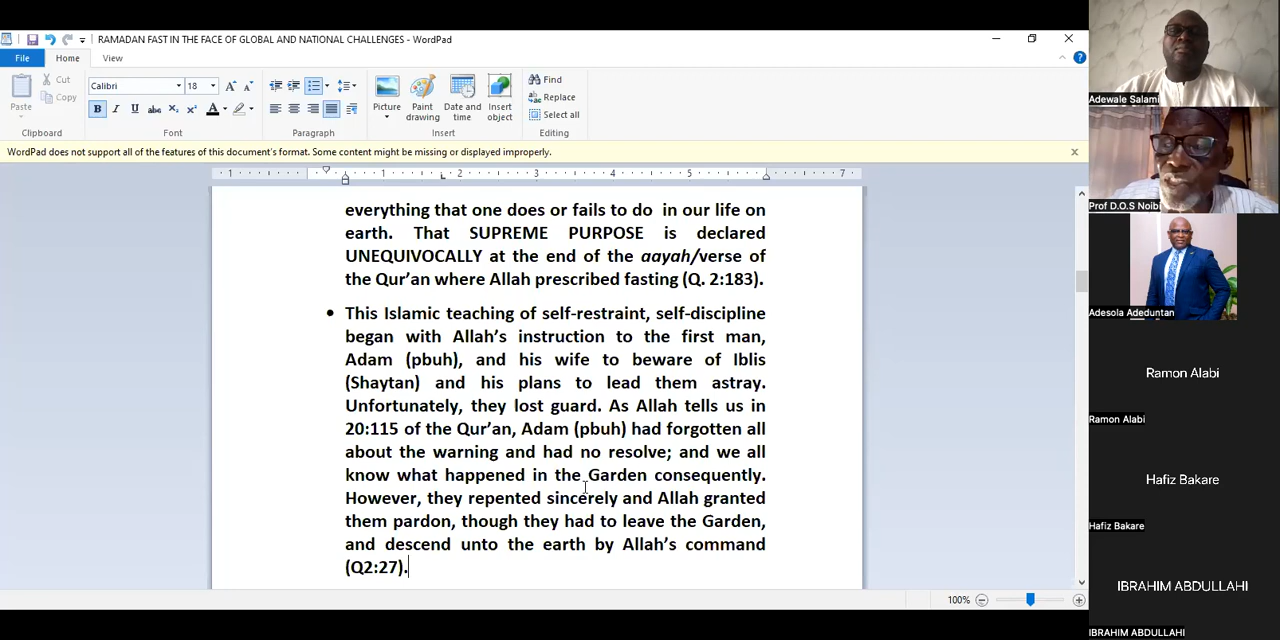 RAMADAN FAST IN THE FACE OF GLOBAL AND NATIONAL CHALLENGES - WordPad
File Home View
Paste
Cut
Copy
Clipboard
Calibri 18
B I U abc X₂ X² A
Font
Paragraph
Picture
Paint drawing
Date and time
Insert object
Insert
Find
Replace
Select all
Editing
WordPad does not support all of the features of this document's format. Some content might be missing or displayed improperly.
1 1 2 3 4 5 7
everything that one does or fails to do in our life on
earth. That SUPREME PURPOSE is declared
UNEQUIVOCALLY at the end of the aayah/verse of
the Qur’an where Allah prescribed fasting (Q. 2:183).
• This Islamic teaching of self-restraint, self-discipline
began with Allah’s instruction to the first man,
Adam (pbuh), and his wife to beware of Iblis
(Shaytan) and his plans to lead them astray.
Unfortunately, they lost guard. As Allah tells us in
20:115 of the Qur’an, Adam (pbuh) had forgotten all
about the warning and had no resolve; and we all
know what happened in the Garden consequently.
However, they repented sincerely and Allah granted
them pardon, though they had to leave the Garden,
and descend unto the earth by Allah’s command
(Q2:27).
100%
Adewale Salami
Prof D.O.S Noibi
Adesola Adeduntan
Ramon Alabi
Ramon Alabi
Hafiz Bakare
Hafiz Bakare
IBRAHIM ABDULLAHI
IBRAHIM ABDULLAHI